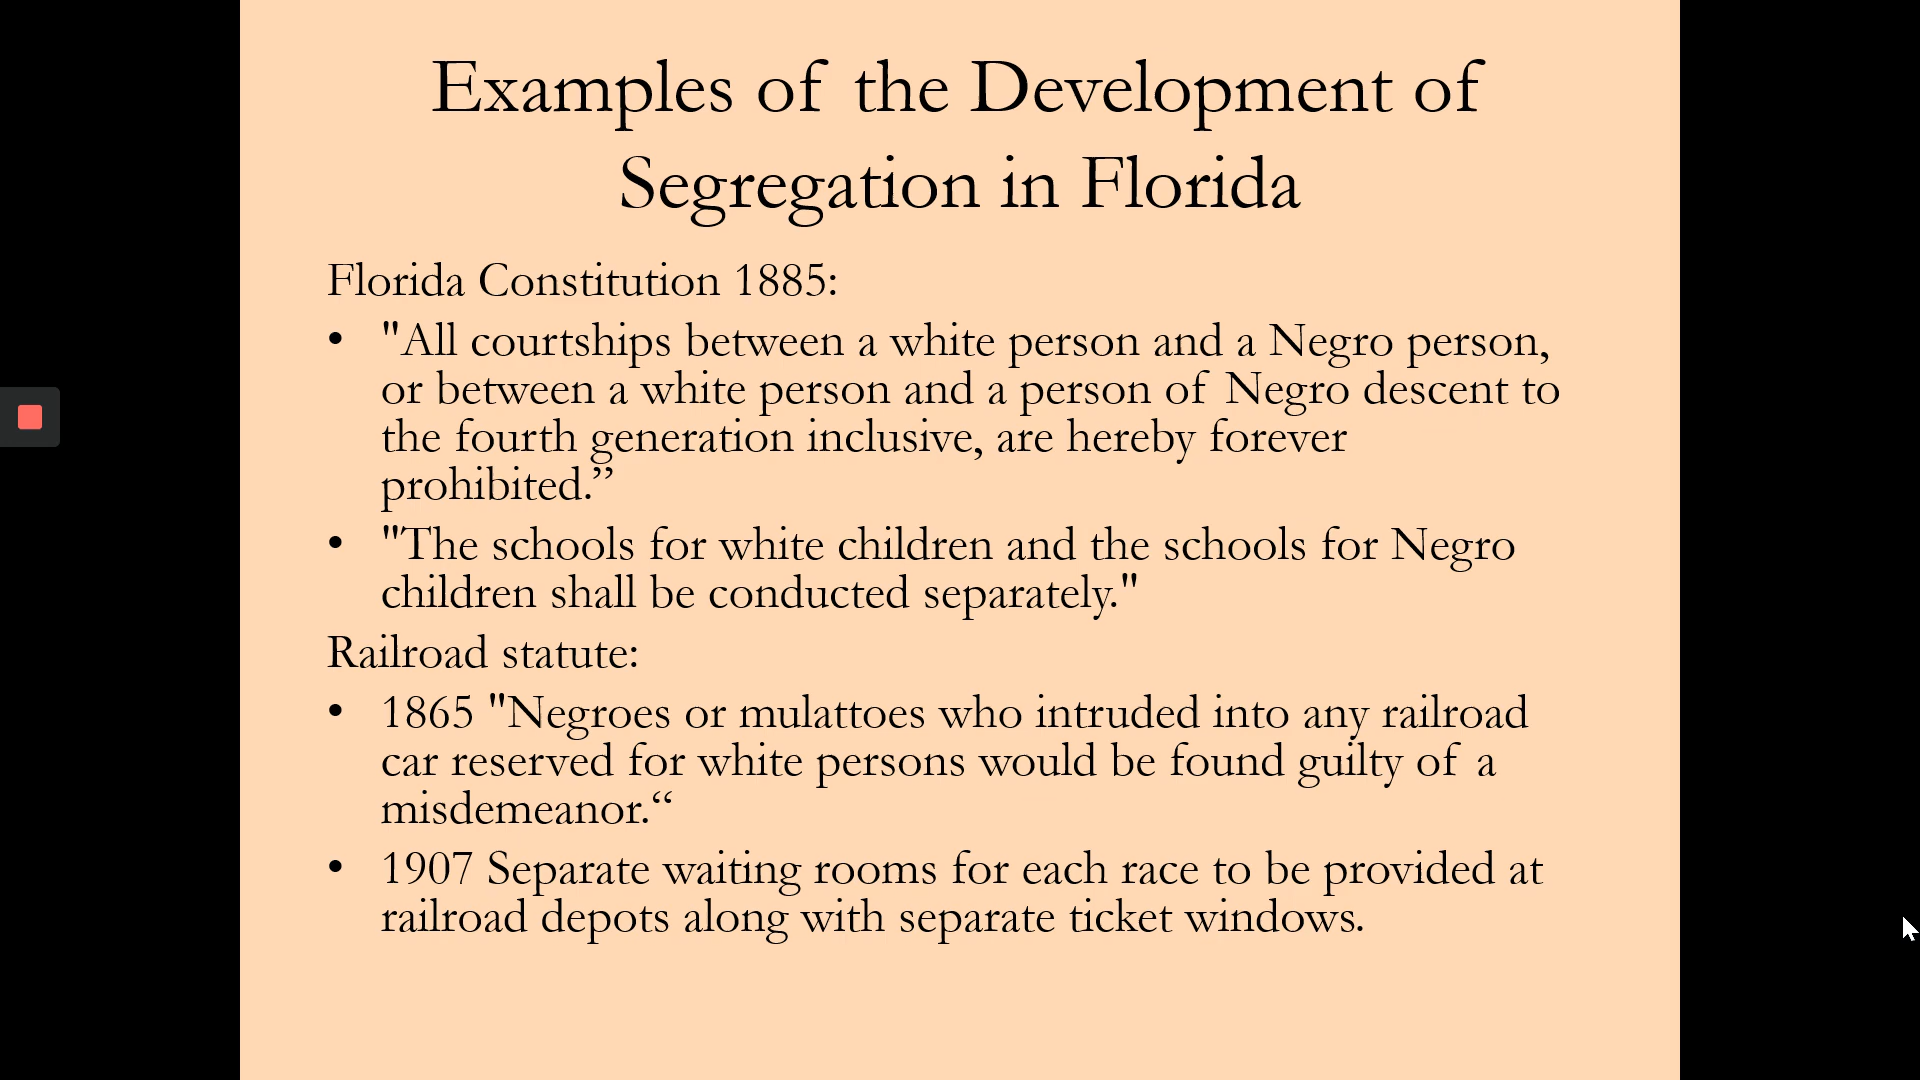 Examples of the Development of
Segregation in Florida
Florida Constitution 1885:
• "All courtships between a white person and a Negro person,
or between a white person and a person of Negro descent to
the fourth generation inclusive, are hereby forever
prohibited.”
• "The schools for white children and the schools for Negro
children shall be conducted separately."
Railroad statute:
• 1865 "Negroes or mulattoes who intruded into any railroad
car reserved for white persons would be found guilty of a
misdemeanor.“
• 1907 Separate waiting rooms for each race to be provided at
railroad depots along with separate ticket windows.